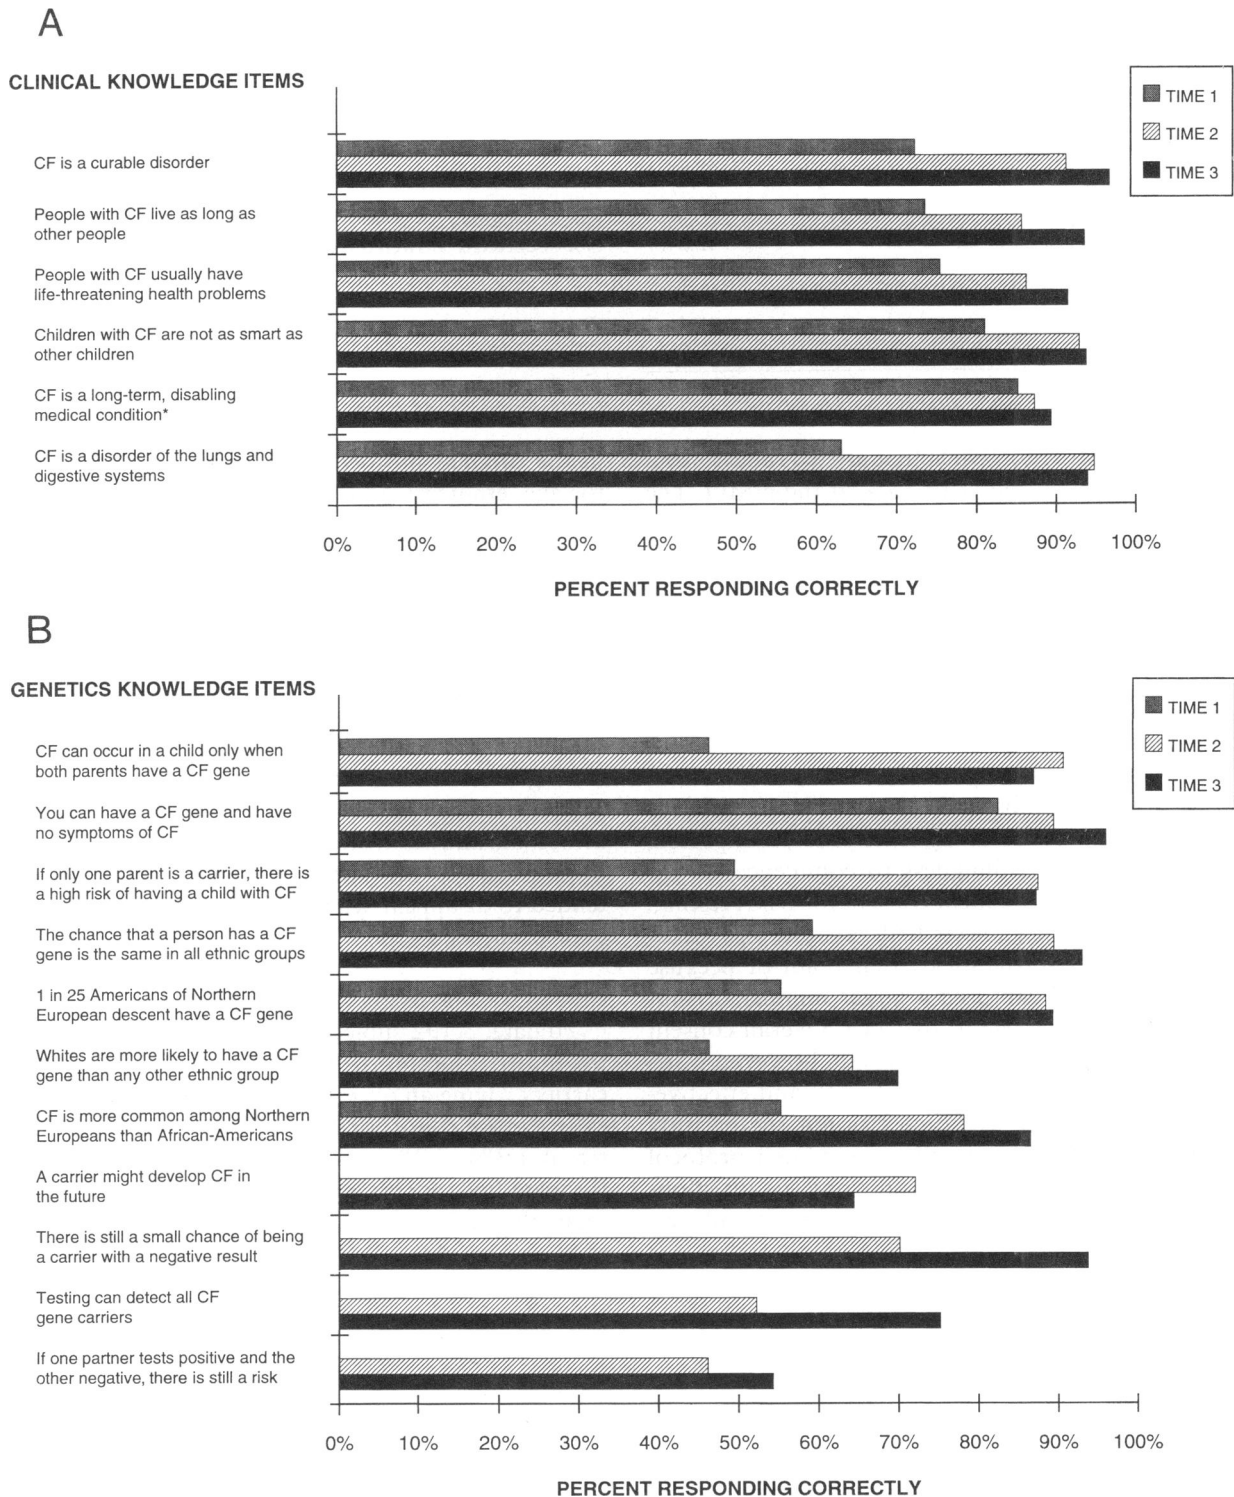 A
CLINICAL KNOWLEDGE ITEMS
TIME 1
TIME 2
TIME 3
CF is a curable disorder
People with CF live as long as
other people
People with CF usually have
life-threatening health problems
Children with CF are not as smart as
other children
CF is a long-term, disabling
medical condition*
CF is a disorder of the lungs and
digestive systems
0% 10% 20% 30% 40% 50% 60% 70% 80% 90% 100%
PERCENT RESPONDING CORRECTLY
B
GENETICS KNOWLEDGE ITEMS
TIME 1
TIME 2
TIME 3
CF can occur in a child only when
both parents have a CF gene
You can have a CF gene and have
no symptoms of CF
If only one parent is a carrier, there is
a high risk of having a child with CF
The chance that a person has a CF
gene is the same in all ethnic groups
1 in 25 Americans of Northern
European descent have a CF gene
Whites are more likely to have a CF
gene than any other ethnic group
CF is more common among Northern
Europeans than African-Americans
A carrier might develop CF in
the future
There is still a small chance of being
a carrier with a negative result
Testing can detect all CF
gene carriers
If one partner tests positive and the
other negative, there is still a risk
0% 10% 20% 30% 40% 50% 60% 70% 80% 90% 100%
PERCENT RESPONDING CORRECTLY